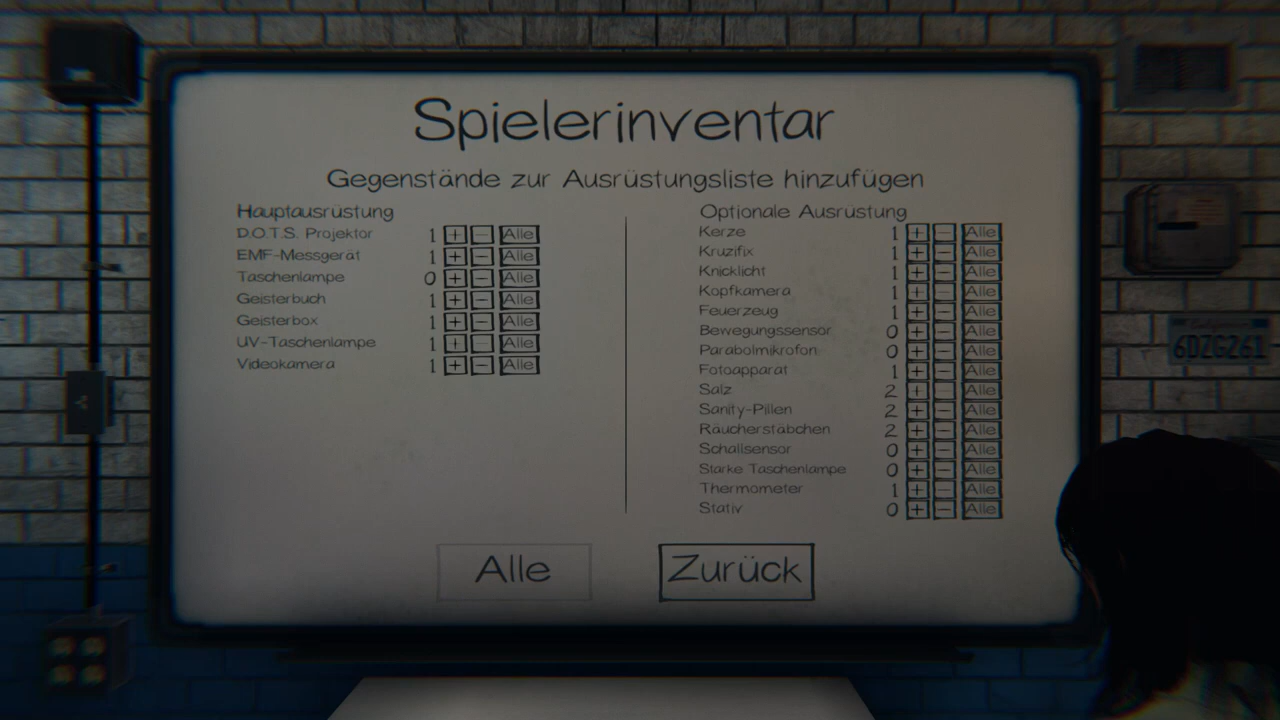 Spielerinventar
Gegenstände zur Ausrüstungsliste hinzufügen
Hauptausrüstung
D.O.T.S. Projektor 1 + − Alle
EMF-Messgerät 1 + − Alle
Taschenlampe 0 + − Alle
Geisterbuch 1 + − Alle
Geisterbox 1 + − Alle
UV-Taschenlampe 1 + − Alle
Videokamera 1 + − Alle
Optionale Ausrüstung
Kerze 1 + − Alle
Kruzifix 1 + − Alle
Knicklicht 1 + − Alle
Kopfkamera 1 + − Alle
Feuerzeug 1 + − Alle
Bewegungssensor 0 + − Alle
Parabolmikrofon 0 + − Alle
Fotoapparat 1 + − Alle
Salz 2 + − Alle
Sanity-Pillen 2 + − Alle
Räucherstäbchen 2 + − Alle
Schallsensor 0 + − Alle
Starke Taschenlampe 0 + − Alle
Thermometer 1 + − Alle
Stativ 0 + − Alle
Alle
Zurück
6DZG261